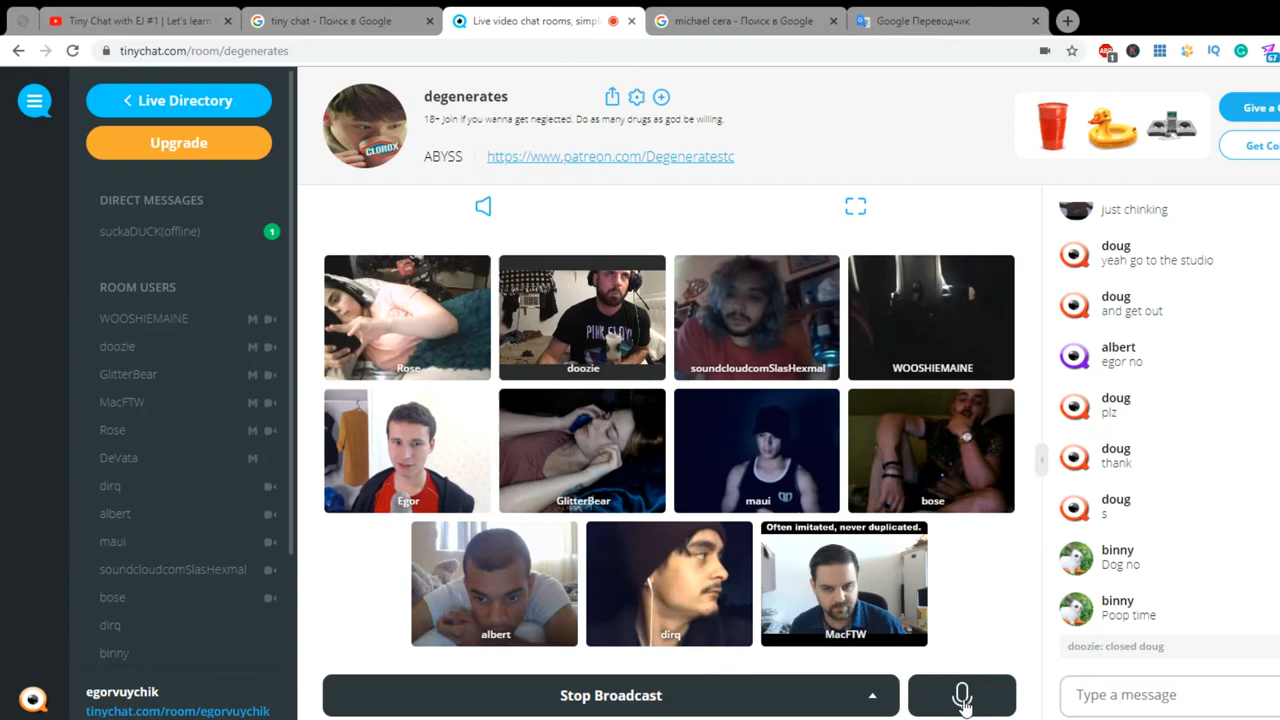 Tiny Chat with EJ #1 | Let's learn
tiny chat - Поиск в Google
Live video chat rooms, simpl
michael cera - Поиск в Google
Google Переводчик
tinychat.com/room/degenerates
ABP
1
K
IQ
G
67
Live Directory
Upgrade
DIRECT MESSAGES
suckaDUCK(offline)
1
ROOM USERS
WOOSHIEMAINE
M
doozie
M
GlitterBear
M
MacFTW
M
Rose
M
DeVata
M
dirq
albert
maui
soundcloudcomSlasHexmal
bose
dirq
binny
egorvuychik
tinychat.com/room/egorvuychik
CLOROX
degenerates
18+ Join if you wanna get neglected. Do as many drugs as god be willing.
ABYSS
https://www.patreon.com/Degeneratestc
Give a G
Get Co
Rose
PINK FLOYD
doozie
soundcloudcomSlasHexmal
WOOSHIEMAINE
Egor
GlitterBear
maui
bose
albert
dirq
Often imitated, never duplicated.
MacFTW
Stop Broadcast
just chinking
doug
yeah go to the studio
doug
and get out
albert
egor no
doug
plz
doug
thank
doug
s
binny
Dog no
binny
Poop time
doozie: closed doug
Type a message